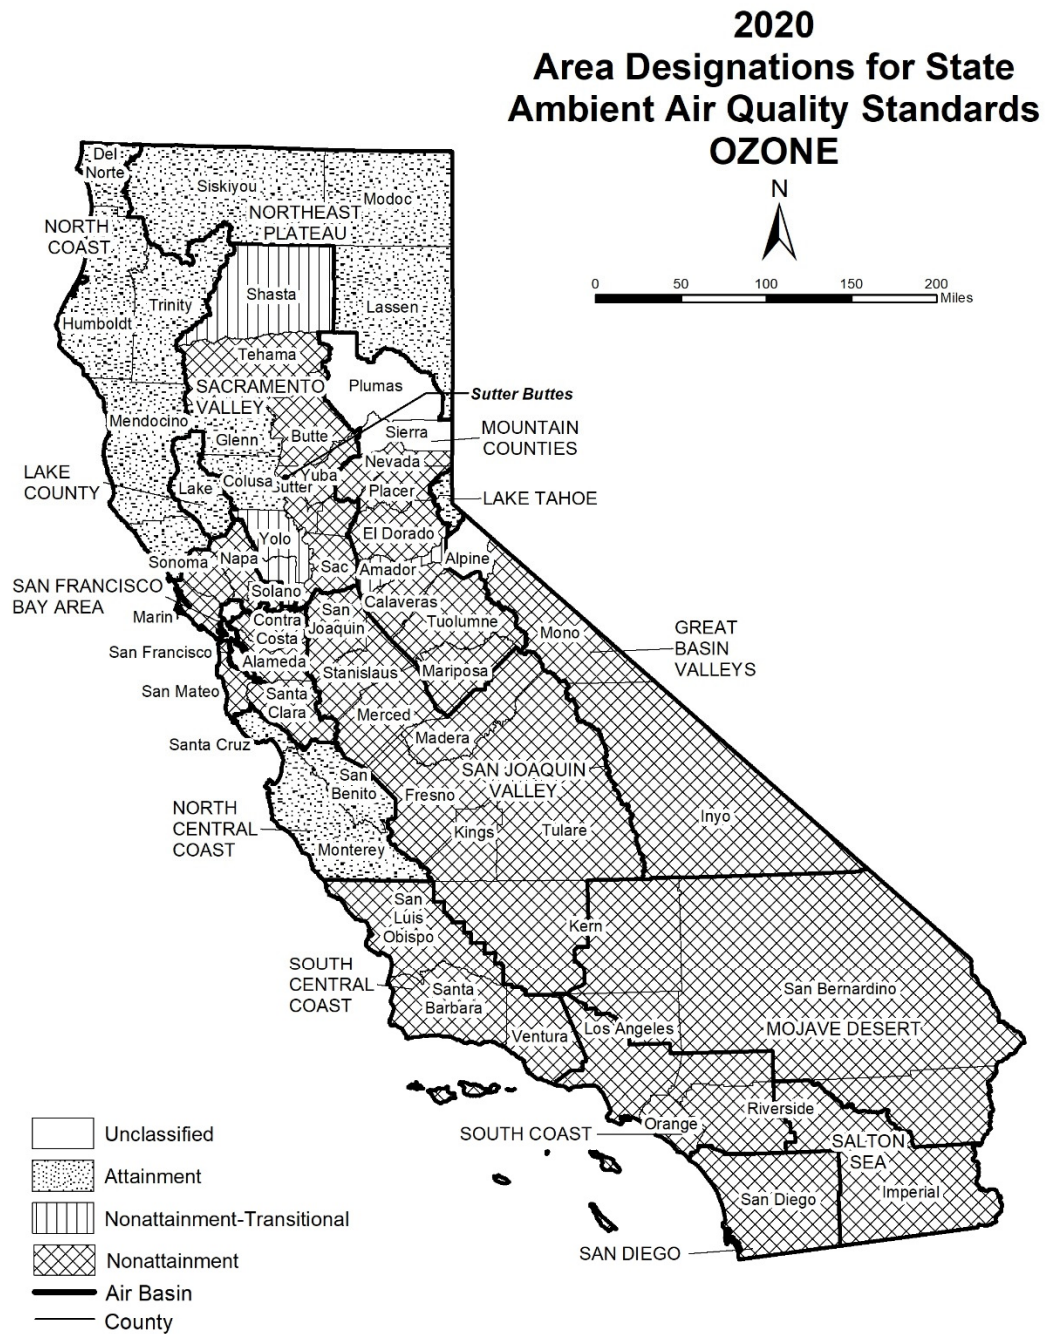 2020
Area Designations for State
Ambient Air Quality Standards
OZONE
N
0 50 100 150 200
Miles
Del
Norte
Siskiyou
Modoc
NORTHEAST
PLATEAU
NORTH
COAST
Shasta
Trinity
Lassen
Humboldt
Tehama
Plumas
SACRAMENTO
VALLEY
Sutter Buttes
Mendocino
Glenn
Butte
Sierra
MOUNTAIN
COUNTIES
Nevada
LAKE
COUNTY
Lake
Colusa
Yuba
utter
Placer
LAKE TAHOE
Yolo
El Dorado
Sonoma
Napa
Sac
Amador
Alpine
SAN FRANCISCO
BAY AREA
Solano
Marin
Contra
Costa
San
Joaquin
Calaveras
Tuolumne
Mono
GREAT
BASIN
VALLEYS
San Francisco
Alameda
Stanislaus
Mariposa
San Mateo
Santa
Clara
Merced
Madera
Santa Cruz
San
Benito
SAN JOAQUIN
VALLEY
Fresno
NORTH
CENTRAL
COAST
Monterey
Kings
Tulare
Inyo
San
Luis
Obispo
Kern
SOUTH
CENTRAL
COAST
Santa
Barbara
San Bernardino
Ventura
Los Angeles
MOJAVE DESERT
Orange
Riverside
SOUTH COAST
SALTON
SEA
San Diego
Imperial
SAN DIEGO
Unclassified
Attainment
Nonattainment-Transitional
Nonattainment
Air Basin
County